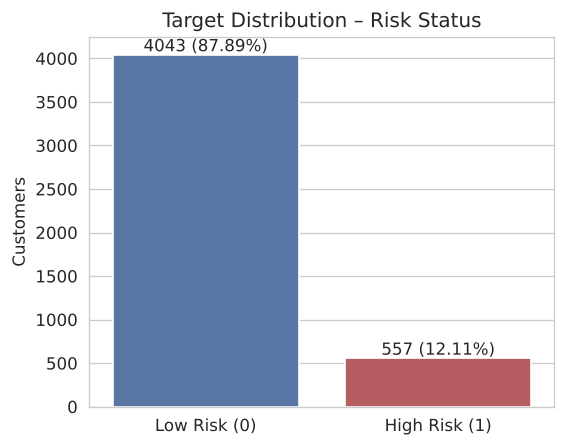 Target Distribution – Risk Status
4043 (87.89%)
557 (12.11%)
Customers
4000
3500
3000
2500
2000
1500
1000
500
0
Low Risk (0)
High Risk (1)